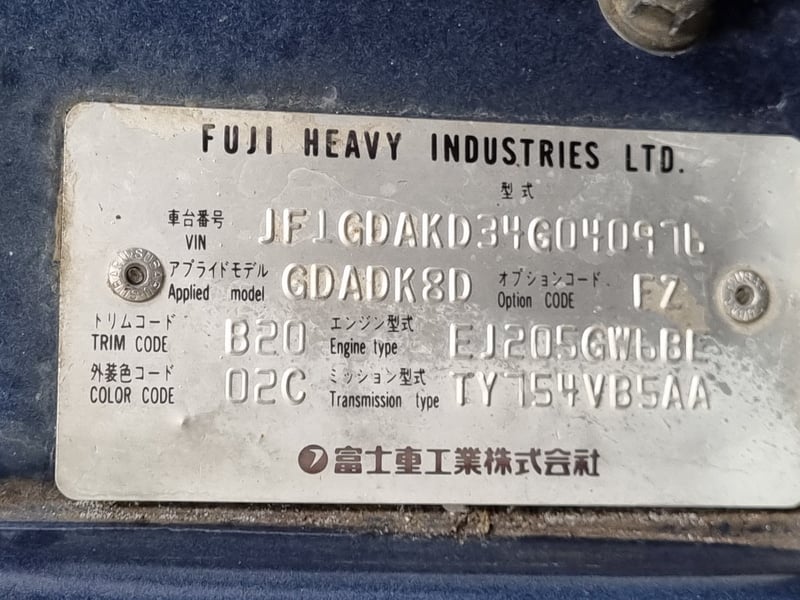 FUJI HEAVY INDUSTRIES LTD.
型式
車台番号 VIN JF1GDAKD34G040976
アプライドモデル Applied model GDADK8D オプションコード Option CODE FZ
トリムコード TRIM CODE B20 エンジン型式 Engine type EJ205GW6BL
外装色コード COLOR CODE 02C ミッション型式 Transmission type TY754VB5AA
富士重工業株式会社